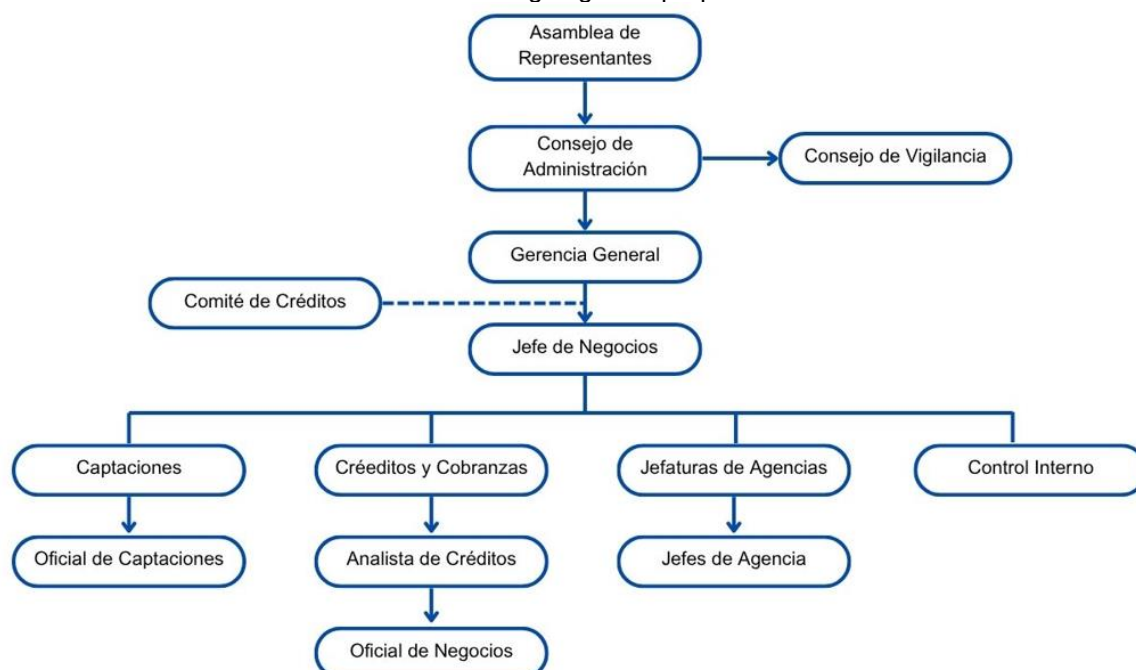 Asamblea de
Representantes
Consejo de
Administración
Consejo de Vigilancia
Gerencia General
Comité de Créditos
Jefe de Negocios
Captaciones
Créeditos y Cobranzas
Jefaturas de Agencias
Control Interno
Oficial de Captaciones
Analista de Créditos
Jefes de Agencia
Oficial de Negocios